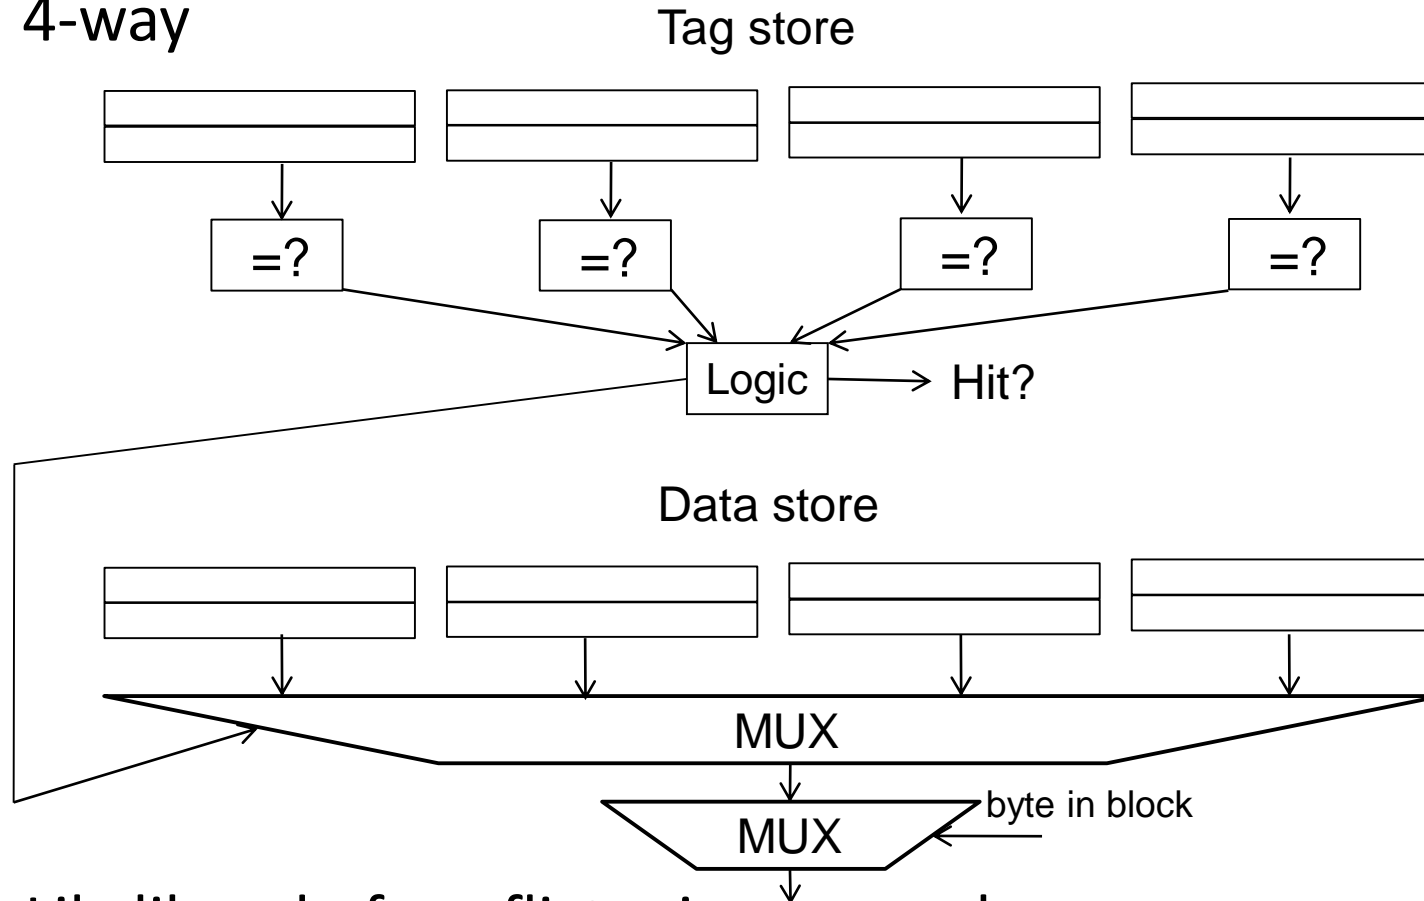 4-way
Tag store
=? =? =? =?
Logic
Hit?
Data store
MUX
byte in block
MUX